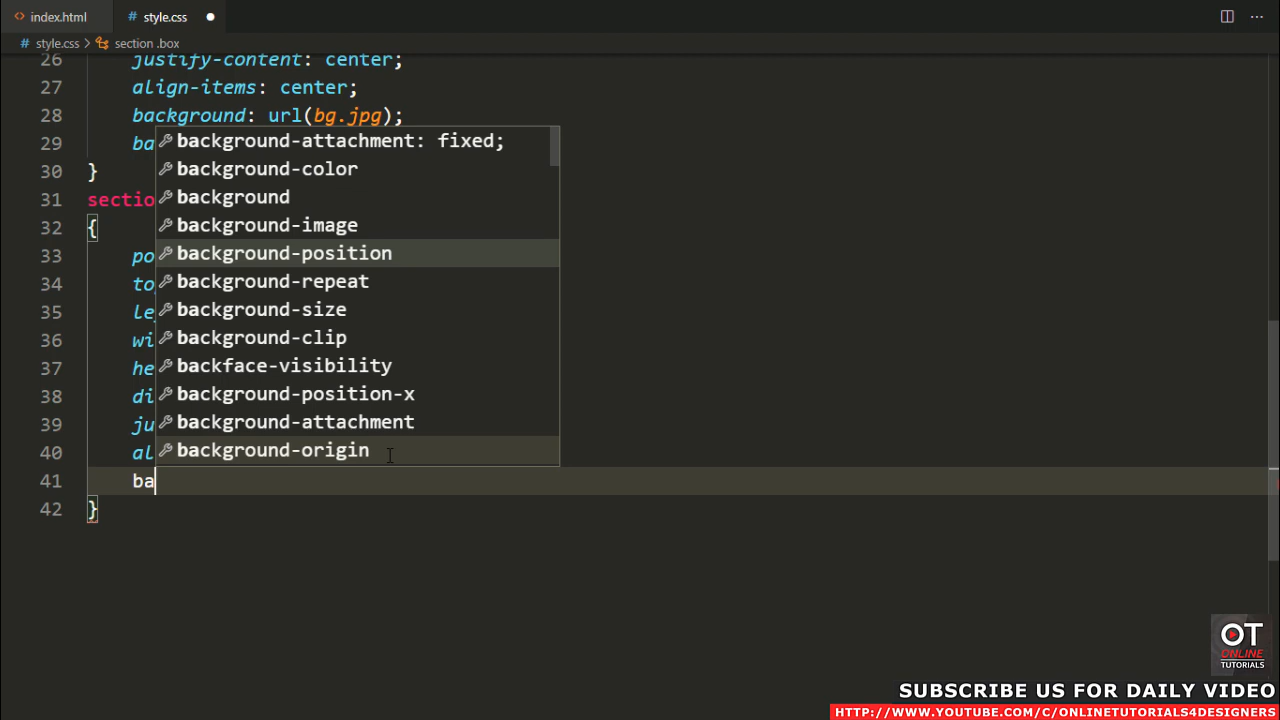 index.html
style.css
style.css
section .box
26
justify-content: center;
27
align-items: center;
28
background: url(bg.jpg);
29
ba
background-attachment: fixed;
background-color
30
}
31
sectio
background
32
{
background-image
33
po
background-position
34
to
background-repeat
35
le
background-size
36
wi
background-clip
37
he
backface-visibility
38
di
background-position-x
39
ju
background-attachment
40
al
background-origin
41
ba
42
}
OT
ONLINE
TUTORIALS
SUBSCRIBE US FOR DAILY VIDEO
HTTP://WWW.YOUTUBE.COM/C/ONLINETUTORIALS4DESIGNERS